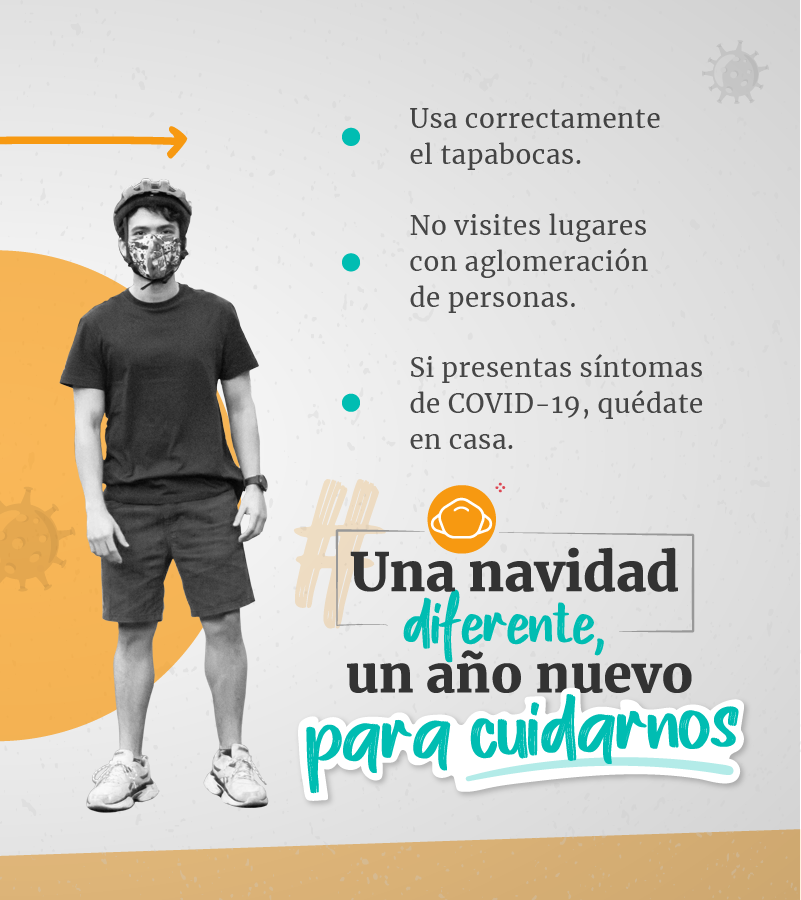 Usa correctamente
el tapabocas.
No visites lugares
con aglomeración
de personas.
Si presentas síntomas
de COVID-19, quédate
en casa.
#
Una navidad
diferente,
un año nuevo
para cuidarnos